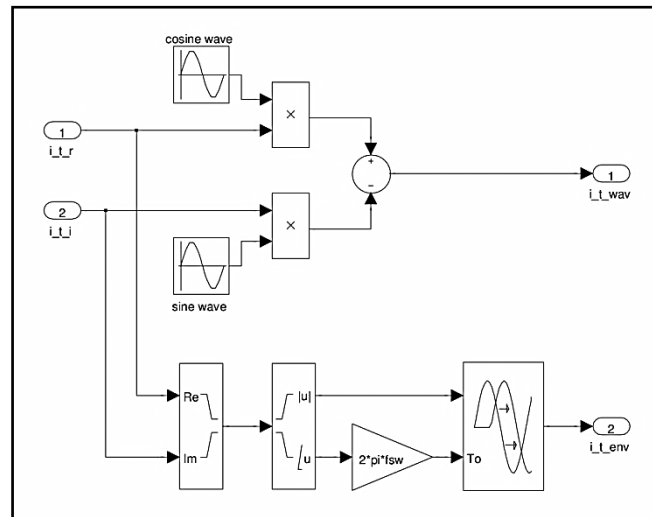 cosine wave
×
1
i_t_r
+
−
1
i_t_wav
2
i_t_i
×
sine wave
Re
Im
|u|
∠u
2*pi*fsw
To
2
i_t_env